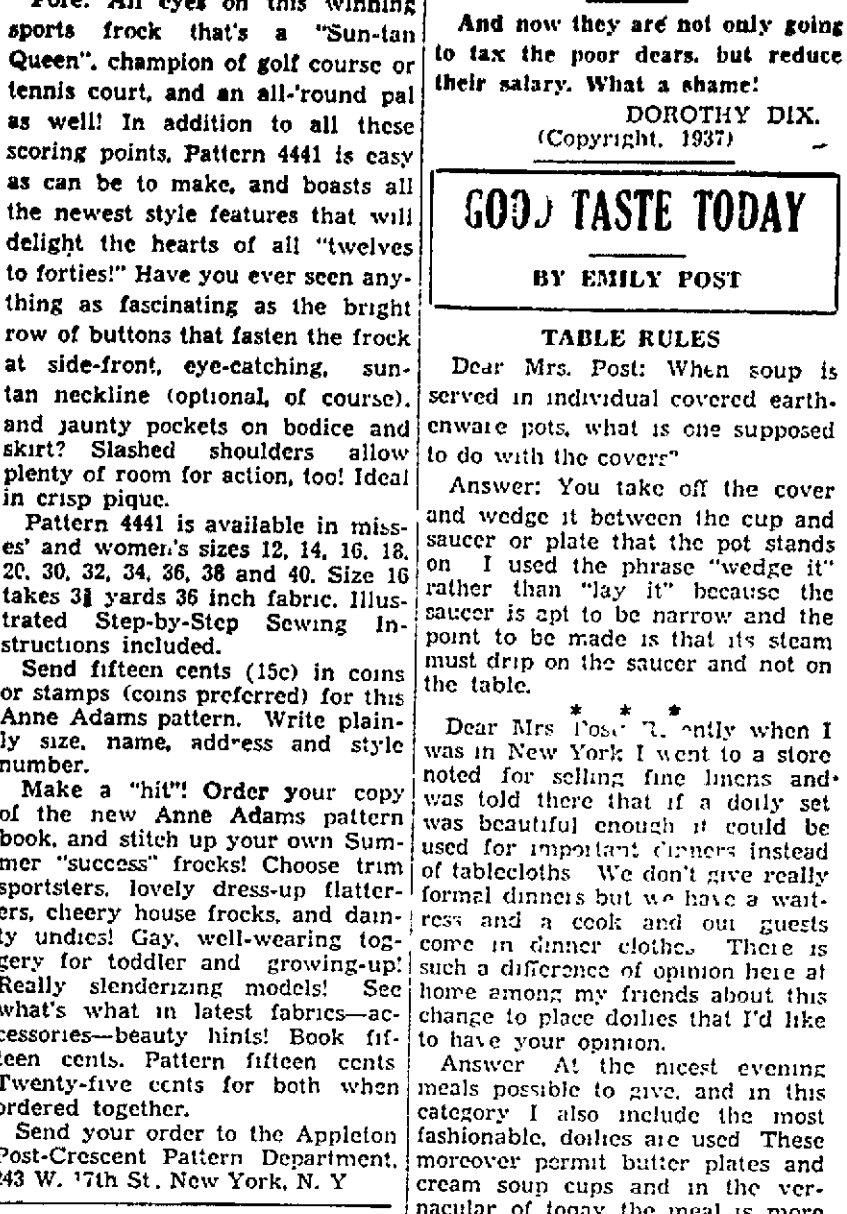 Fore! All eyes on this winning
sports frock that's a "Sun-tan
Queen", champion of golf course or
tennis court, and an all-'round pal
as well! In addition to all these
scoring points, Pattern 4441 is easy
as can be to make, and boasts all
the newest style features that will
delight the hearts of all "twelves
to forties!" Have you ever seen any-
thing as fascinating as the bright
row of buttons that fasten the frock
at side-front, eye-catching, sun-
tan neckline (optional, of course),
and jaunty pockets on bodice and
skirt? Slashed shoulders allow
plenty of room for action, too! Ideal
in crisp pique.
Pattern 4441 is available in miss-
es' and women's sizes 12, 14, 16, 18,
20, 30, 32, 34, 36, 38 and 40. Size 16
takes yards 36 inch fabric. Illus-
trated Step-by-Step Sewing In-
structions included.
Send fifteen cents (15c) in coins
or stamps (coins preferred) for this
Anne Adams pattern. Write plain-
ly size, name, address and style
number.
Make a "hit"! Order your copy
of the new Anne Adams pattern
book, and stitch up your own Sum-
mer "success" frocks! Choose trim
sportsters, lovely dress-up flatter-
ers, cheery house frocks, and dain-
ty undies! Gay, well-wearing tog-
gery for toddler and growing-up!
Really slenderizing models! See
what's what in latest fabrics—ac-
cessories—beauty hints! Book fif-
teen cents. Pattern fifteen cents
Twenty-five cents for both when
ordered together.
Send your order to the Appleton
Post-Crescent Pattern Department,
243 W. 17th St. New York, N. Y
And now they are not only going
to tax the poor dears, but reduce
their salary. What a shame!
DOROTHY DIX.
(Copyright, 1937)
GOOD TASTE TODAY
BY EMILY POST
TABLE RULES
Dear Mrs. Post: When soup is
served in individual covered earth-
enware pots, what is one supposed
to do with the covers?
Answer: You take off the cover
and wedge it between the cup and
saucer or plate that the pot stands
on I used the phrase "wedge it"
rather than "lay it" because the
saucer is apt to be narrow and the
point to be made is that its steam
must drip on the saucer and not on
the table.
* * *
Dear Mrs Post Recently when I
was in New York I went to a store
noted for selling fine linens and
was told there that if a doily set
was beautiful enough it could be
used for important dinners instead
of tablecloths We don't give really
formal dinners but we have a wait-
ress and a cook and our guests
come in dinner clothes There is
such a difference of opinion here at
home among my friends about this
change to place doilies that I'd like
to have your opinion.
Answer At the nicest evening
meals possible to give, and in this
category I also include the most
fashionable, doilies are used These
moreover permit butter plates and
cream soup cups and in the ver-
nacular of today the meal is more